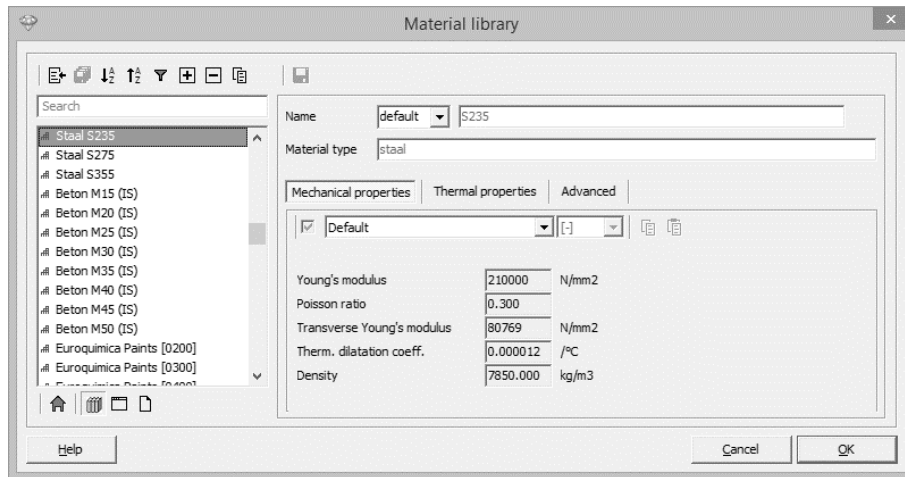 Material library
Search
Staal S235
Staal S275
Staal S355
Beton M15 (IS)
Beton M20 (IS)
Beton M25 (IS)
Beton M30 (IS)
Beton M35 (IS)
Beton M40 (IS)
Beton M45 (IS)
Beton M50 (IS)
Euroquimica Paints [0200]
Euroquimica Paints [0300]
Name default S235
Material type staal
Mechanical properties Thermal properties Advanced
Default [-]
Young's modulus 210000 N/mm2
Poisson ratio 0.300
Transverse Young's modulus 80769 N/mm2
Therm. dilatation coeff. 0.000012 /°C
Density 7850.000 kg/m3
Help Cancel OK